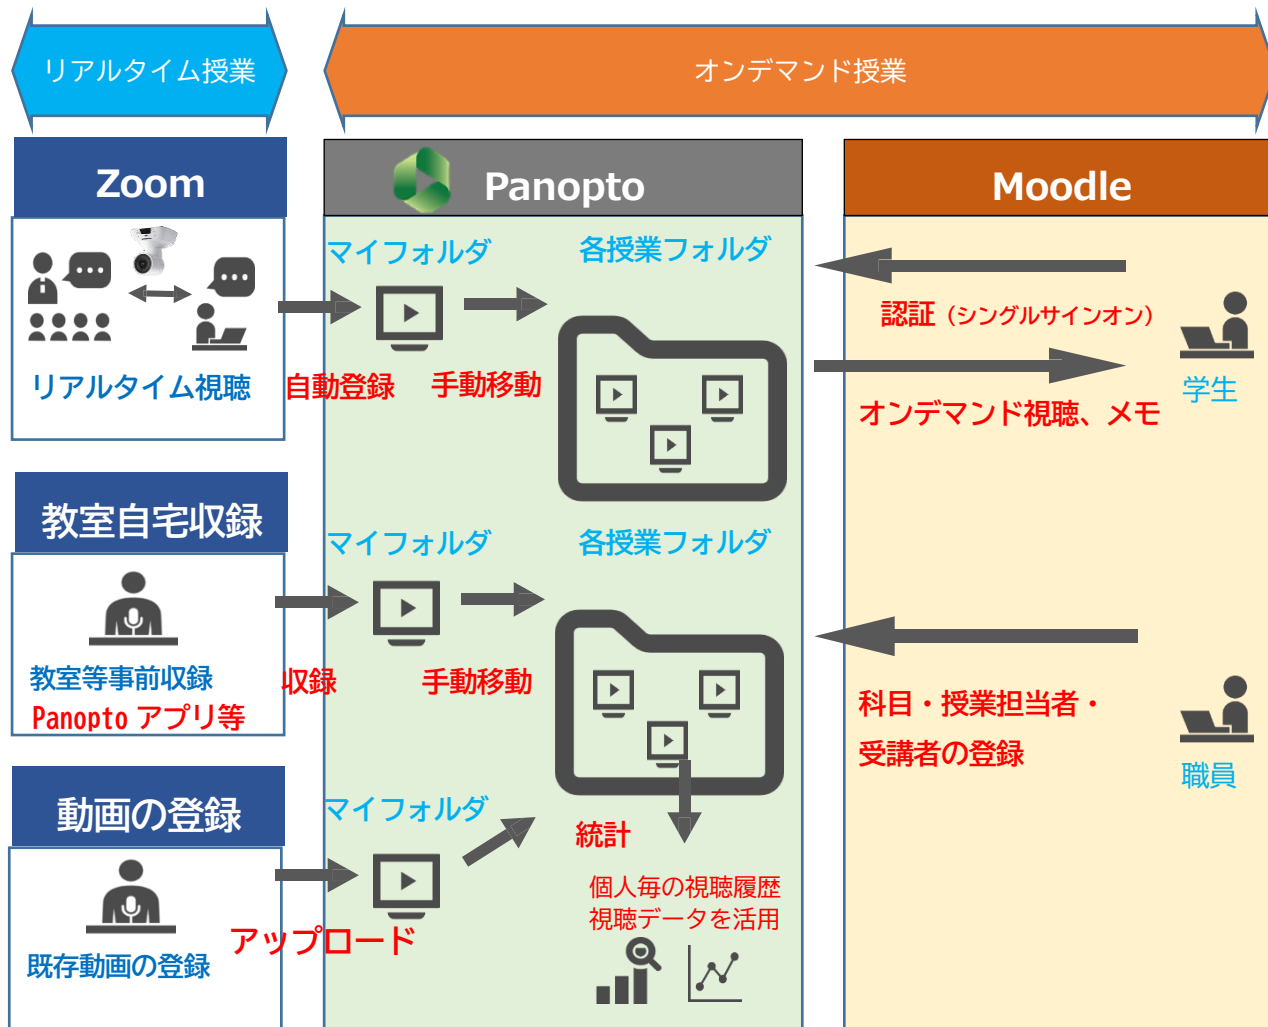 リアルタイム授業
オンデマンド授業
Zoom
Panopto
Moodle
マイフォルダ
各授業フォルダ
認証（シングルサインオン）
リアルタイム視聴
自動登録
手動移動
学生
オンデマンド視聴、メモ
教室自宅収録
マイフォルダ
各授業フォルダ
教室等事前収録
Panopto アプリ等
収録
手動移動
科目・授業担当者・
受講者の登録
職員
動画の登録
マイフォルダ
統計
個人毎の視聴履歴
視聴データを活用
アップロード
既存動画の登録